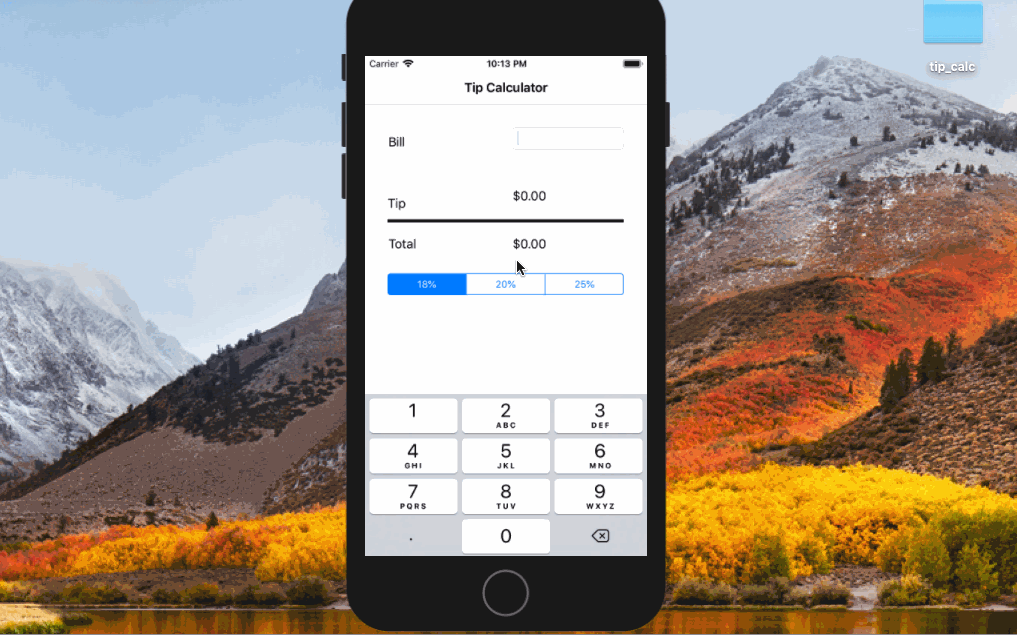 tip_calc
Carrier 10:13 PM
Tip Calculator
Bill
Tip $0.00
Total $0.00
18% 20% 25%
1 2 3
ABC DEF
4 5 6
GHI JKL MNO
7 8 9
PQRS TUV WXYZ
. 0